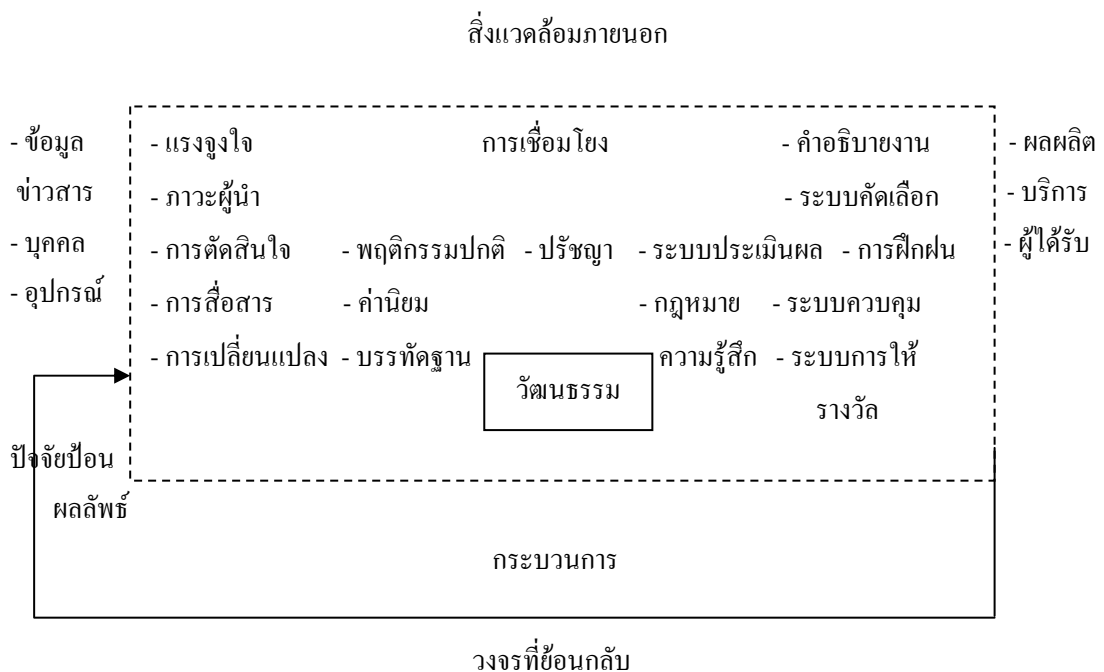 สิ่งแวดล้อมภายนอก
- ข้อมูล - แรงจูงใจ การเชื่อมโยง - คำอธิบายงาน - ผลผลิต
ข่าวสาร - ภาวะผู้นำ - ระบบคัดเลือก - บริการ
- บุคคล - การตัดสินใจ - พฤติกรรมปกติ - ปรัชญา - ระบบประเมินผล - การฝึกฝน - ผู้ได้รับ
- อุปกรณ์ - การสื่อสาร - ค่านิยม - กฎหมาย - ระบบควบคุม
- การเปลี่ยนแปลง - บรรทัดฐาน ความรู้สึก - ระบบการให้
วัฒนธรรม
รางวัล
ปัจจัยป้อน
ผลลัพธ์
กระบวนการ
วงจรที่ย้อนกลับ